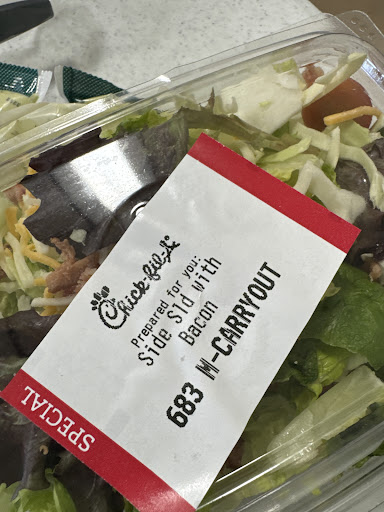 Chick-fil-A
Prepared for you:
Side Sld with
Bacon
683 M-CARRYOUT
SPECIAL